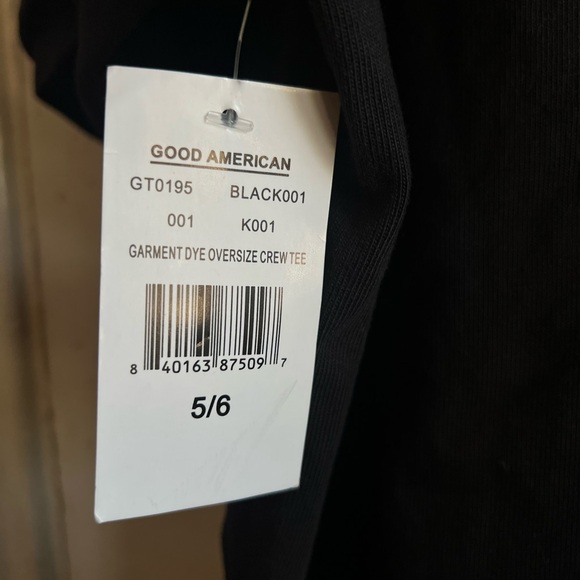 GOOD AMERICAN
GT0195 BLACK001
001 K001
GARMENT DYE OVERSIZE CREW TEE
8 40163 87509 7
5/6